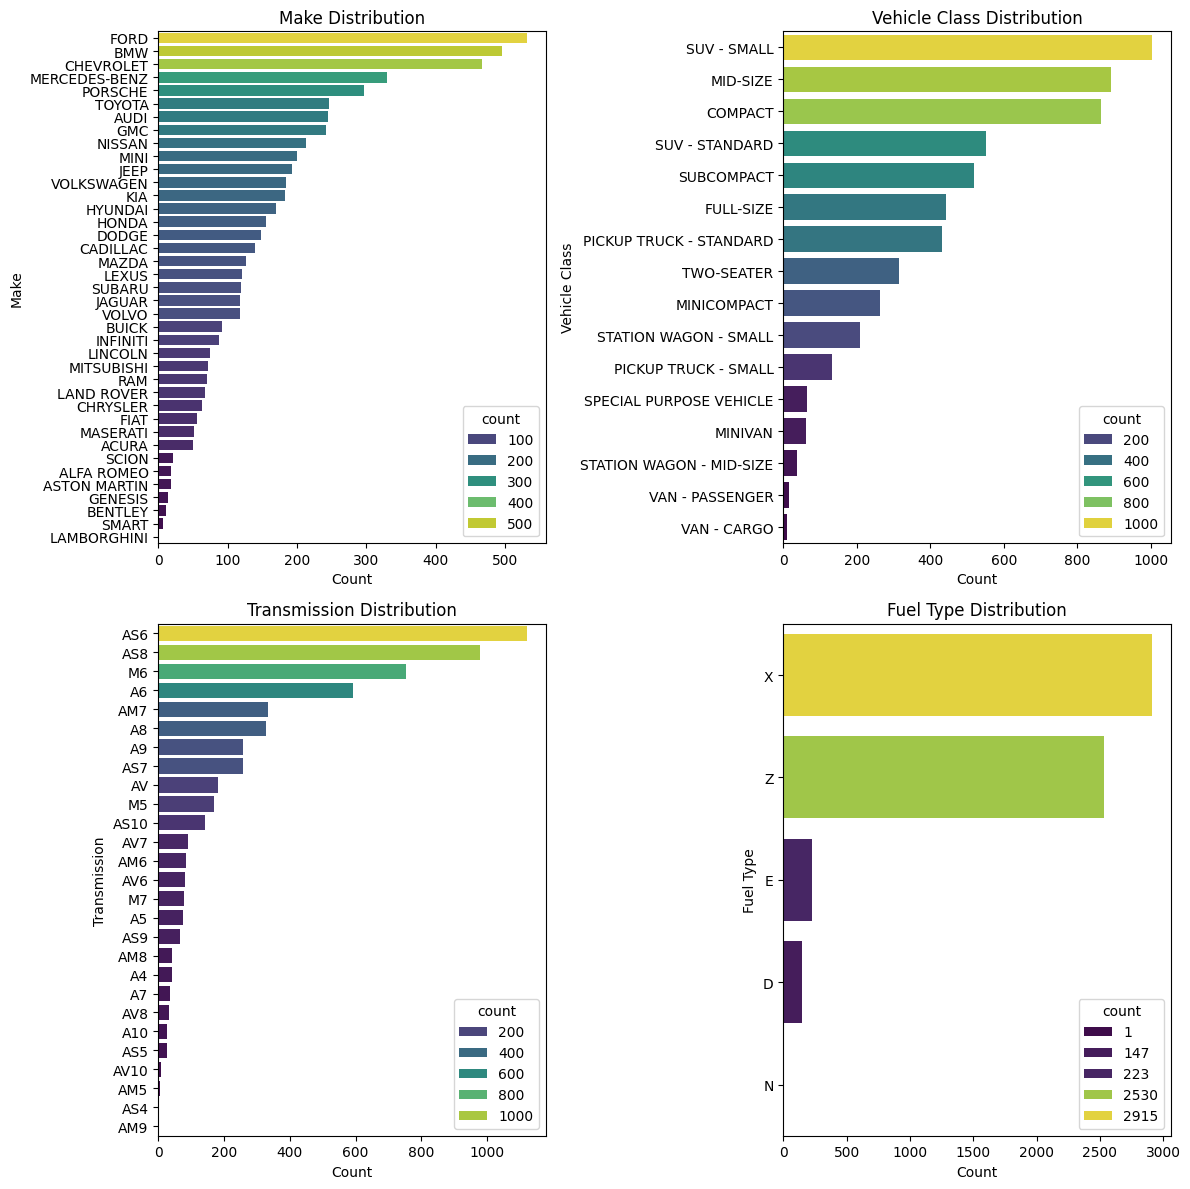 Make Distribution
FORD
BMW
CHEVROLET
MERCEDES-BENZ
PORSCHE
TOYOTA
AUDI
GMC
NISSAN
MINI
JEEP
VOLKSWAGEN
KIA
HYUNDAI
HONDA
DODGE
CADILLAC
MAZDA
LEXUS
SUBARU
JAGUAR
VOLVO
BUICK
INFINITI
LINCOLN
MITSUBISHI
RAM
LAND ROVER
CHRYSLER
FIAT
MASERATI
ACURA
SCION
ALFA ROMEO
ASTON MARTIN
GENESIS
BENTLEY
SMART
LAMBORGHINI
Make
count
100
200
300
400
500
0 100 200 300 400 500
Count
Vehicle Class Distribution
SUV - SMALL
MID-SIZE
COMPACT
SUV - STANDARD
SUBCOMPACT
FULL-SIZE
PICKUP TRUCK - STANDARD
TWO-SEATER
MINICOMPACT
STATION WAGON - SMALL
PICKUP TRUCK - SMALL
SPECIAL PURPOSE VEHICLE
MINIVAN
STATION WAGON - MID-SIZE
VAN - PASSENGER
VAN - CARGO
Vehicle Class
count
200
400
600
800
1000
0 200 400 600 800 1000
Count
Transmission Distribution
AS6
AS8
M6
A6
AM7
A8
A9
AS7
AV
M5
AS10
AV7
AM6
AV6
M7
A5
AS9
AM8
A4
A7
AV8
A10
AS5
AV10
AM5
AS4
AM9
Transmission
count
200
400
600
800
1000
0 200 400 600 800 1000
Count
Fuel Type Distribution
X
Z
E
D
N
Fuel Type
count
1
147
223
2530
2915
0 500 1000 1500 2000 2500 3000
Count